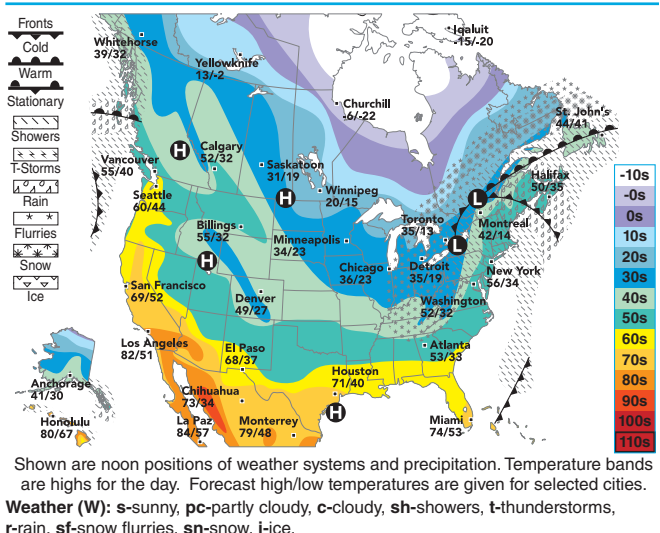 Fronts
Cold
Warm
Stationary
Showers
T-Storms
Rain
Flurries
Snow
Ice
Whitehorse
39/32
Yellowknife
13/-2
Iqaluit
-15/-20
Churchill
-6/-22
St. John's
44/41
Vancouver
55/40
Calgary
52/32
Saskatoon
31/19
Winnipeg
20/15
Halifax
50/35
Seattle
60/44
Billings
55/32
Minneapolis
34/23
Toronto
35/13
Montreal
42/14
Chicago
36/23
Detroit
35/19
New York
56/34
San Francisco
69/52
Denver
49/27
Washington
52/32
Los Angeles
82/51
El Paso
68/37
Atlanta
53/33
Houston
71/40
Chihuahua
73/34
Anchorage
41/30
Honolulu
80/67
La Paz
84/57
Monterrey
79/48
Miami
74/53
H
H
H
H
L
L
-10s
-0s
0s
10s
20s
30s
40s
50s
60s
70s
80s
90s
100s
110s
Shown are noon positions of weather systems and precipitation. Temperature bands
are highs for the day. Forecast high/low temperatures are given for selected cities.
Weather (W): s-sunny, pc-partly cloudy, c-cloudy, sh-showers, t-thunderstorms,
r-rain, sf-snow flurries, sn-snow, i-ice.